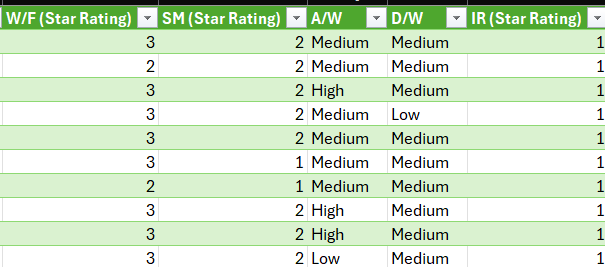 W/F (Star Rating) SM (Star Rating) A/W D/W IR (Star Rating)
3 2 Medium Medium 1
2 2 Medium Medium 1
3 2 High Medium 1
3 2 Medium Low 1
3 2 Medium Medium 1
3 1 Medium Medium 1
2 1 Medium Medium 1
3 2 High Medium 1
3 2 High Medium 1
3 2 Low Medium 1